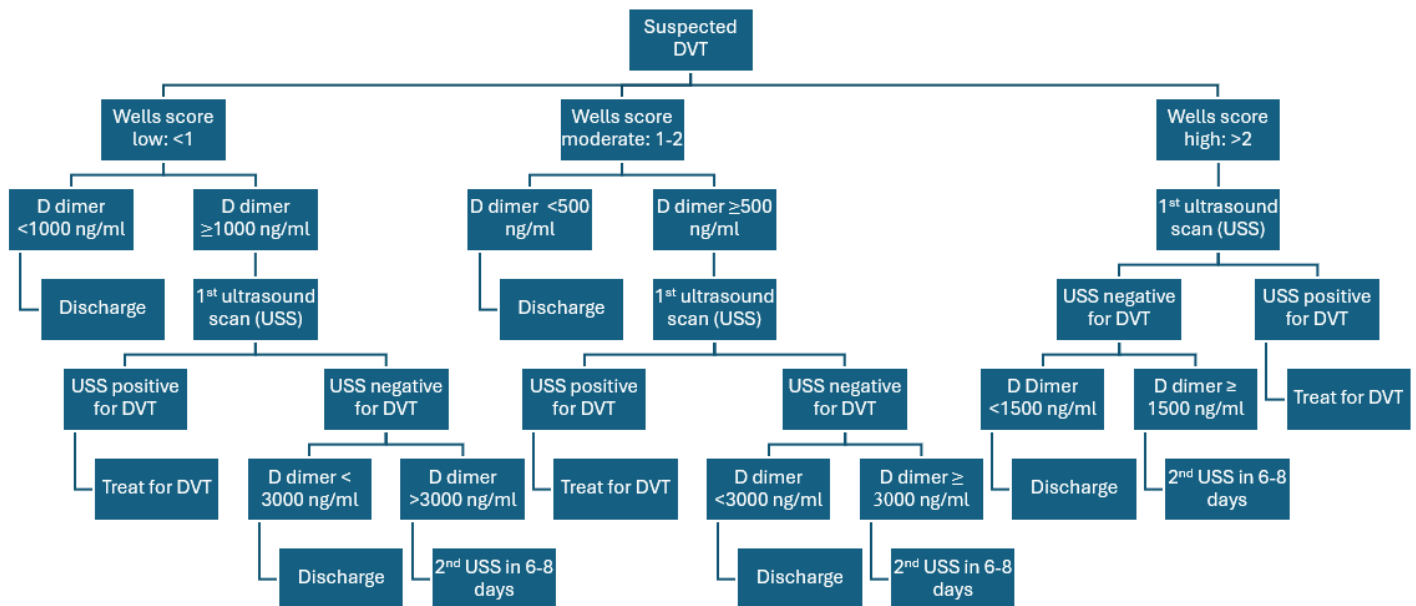 Suspected
DVT
Wells score
low: <1
Wells score
moderate: 1-2
Wells score
high: >2
D dimer
<1000 ng/ml
D dimer
≥1000 ng/ml
D dimer <500
ng/ml
D dimer ≥500
ng/ml
1st ultrasound
scan (USS)
Discharge
1st ultrasound
scan (USS)
Discharge
1st ultrasound
scan (USS)
USS negative
for DVT
USS positive
for DVT
USS positive
for DVT
USS negative
for DVT
USS positive
for DVT
USS negative
for DVT
D Dimer
<1500 ng/ml
D dimer ≥
1500 ng/ml
Treat for DVT
Treat for DVT
D dimer <
3000 ng/ml
D dimer
>3000 ng/ml
Treat for DVT
D dimer
<3000 ng/ml
D dimer ≥
3000 ng/ml
Discharge
2nd USS in 6-8
days
Discharge
2nd USS in 6-8
days
Discharge
2nd USS in 6-8
days